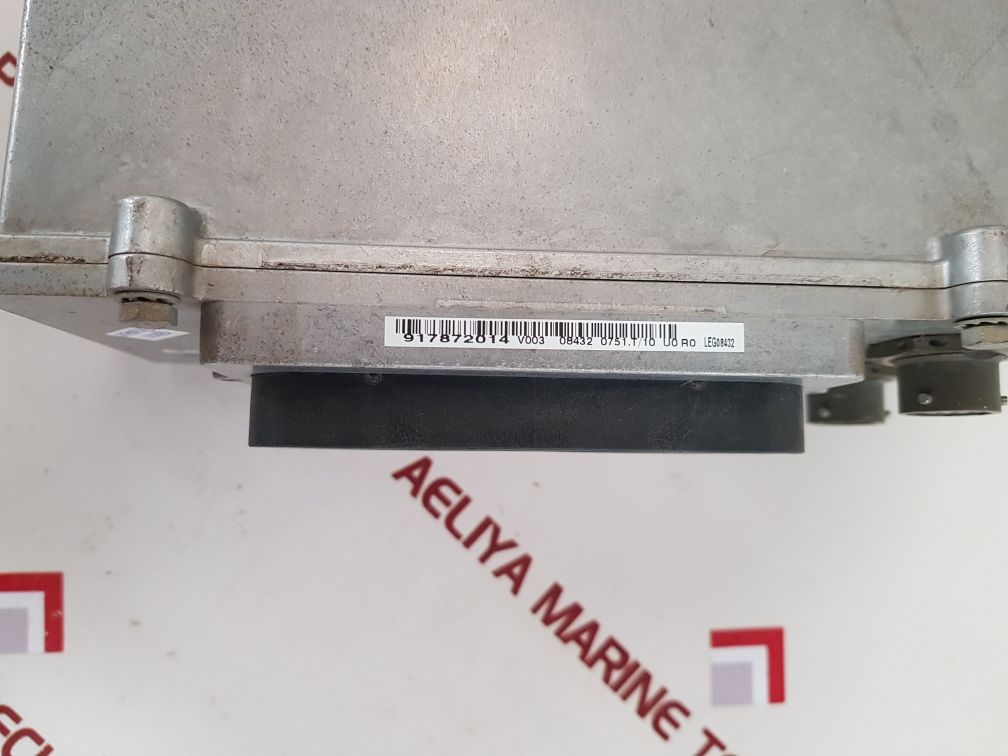 917872014 V003 08432 0751.T/10 U0 R0 LEG08432
AELIYA MARINE